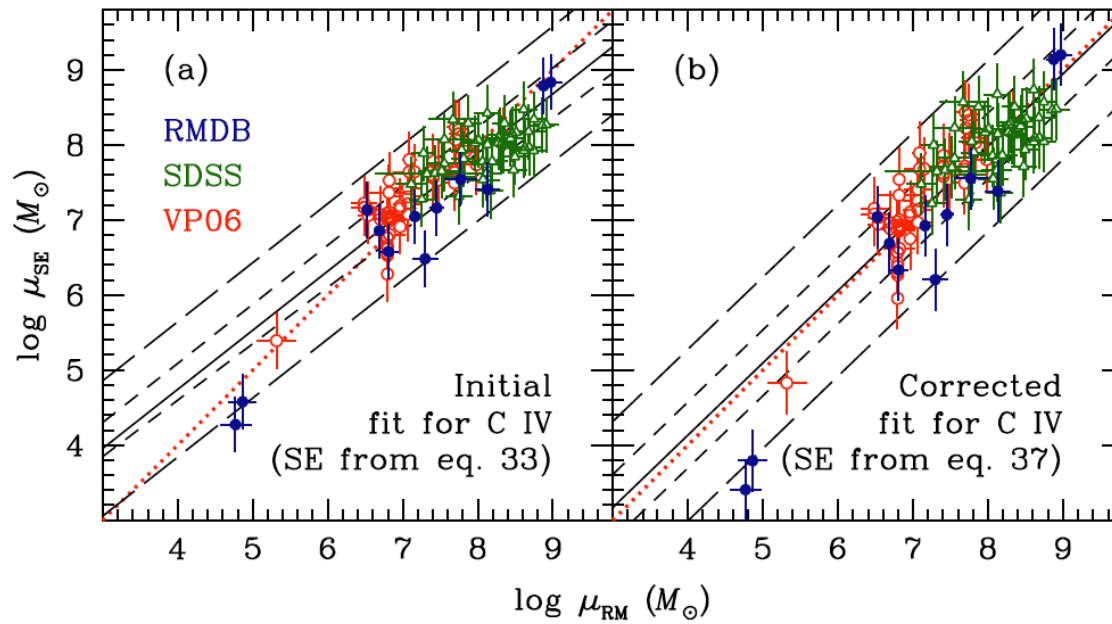 (a)
RMDB
SDSS
VP06
Initial
fit for C IV
(SE from eq. 33)
(b)
Corrected
fit for C IV
(SE from eq. 37)
9
8
7
6
5
4
log μSE (M⊙)
4 5 6 7 8 9
4 5 6 7 8 9
log μRM (M⊙)